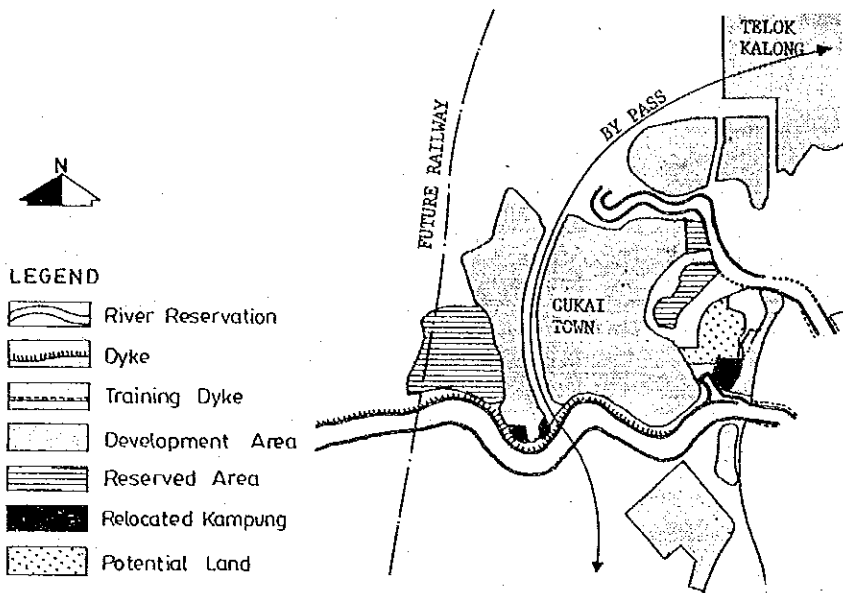 TELOK
KALONG
BY PASS
FUTURE RAILWAY
N
GUKAI
TOWN
LEGEND
River Reservation
Dyke
Training Dyke
Development Area
Reserved Area
Relocated Kampung
Potential Land